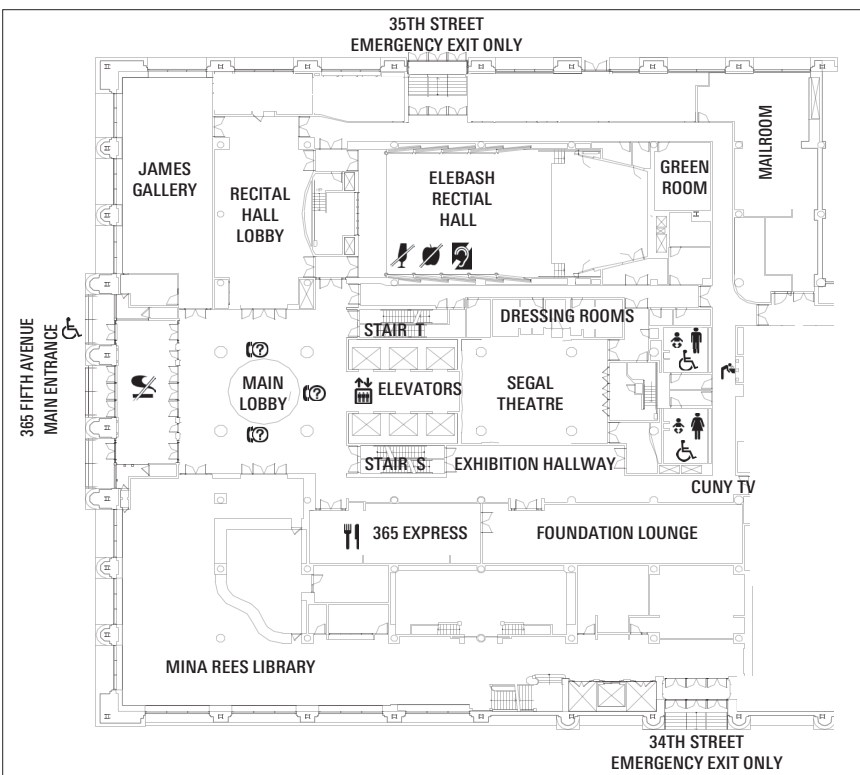 35TH STREET
EMERGENCY EXIT ONLY
JAMES
GALLERY
RECITAL
HALL
LOBBY
ELEBASH
RECTIAL
HALL
GREEN
ROOM
MAILROOM
365 FIFTH AVENUE
MAIN ENTRANCE
STAIR T
DRESSING ROOMS
MAIN
LOBBY
ELEVATORS
SEGAL
THEATRE
STAIR S
EXHIBITION HALLWAY
CUNY TV
365 EXPRESS
FOUNDATION LOUNGE
MINA REES LIBRARY
34TH STREET
EMERGENCY EXIT ONLY